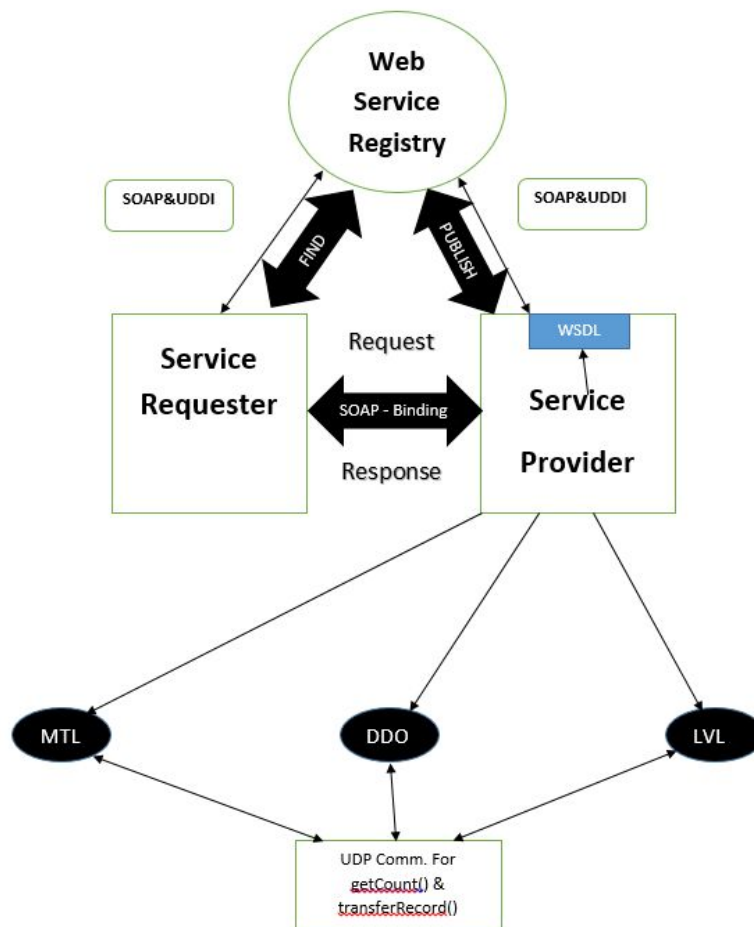 Web
Service
Registry
SOAP&UDDI
SOAP&UDDI
FIND
PUBLISH
Service
Requester
Request
SOAP - Binding
Response
WSDL
Service
Provider
MTL
DDO
LVL
UDP Comm. For
getCount() &
transferRecord()